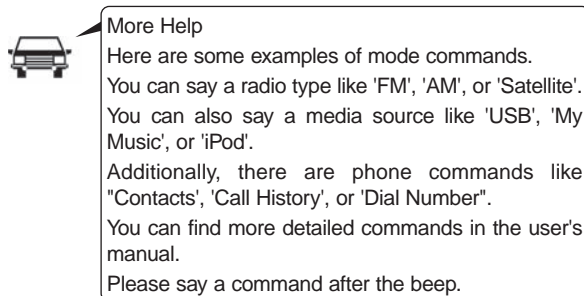 More Help
Here are some examples of mode commands.
You can say a radio type like 'FM', 'AM', or 'Satellite'.
You can also say a media source like 'USB', 'My
Music', or 'iPod'.
Additionally, there are phone commands like
"Contacts', 'Call History', or 'Dial Number".
You can find more detailed commands in the user's
manual.
Please say a command after the beep.